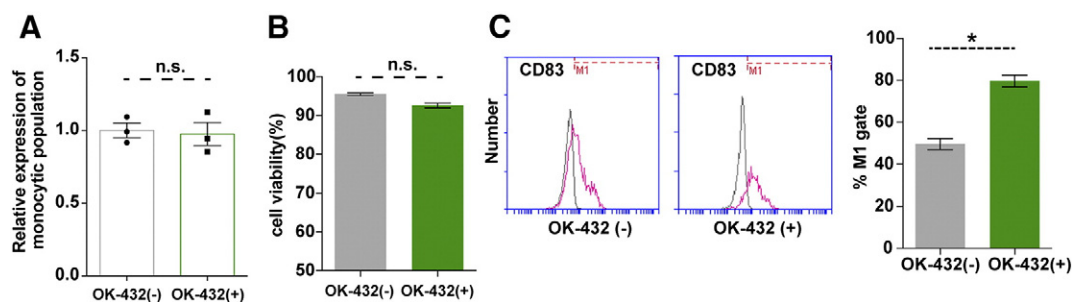 A
Relative expression of
monocytic population
1.5
1.0
0.5
0.0
n.s.
OK-432(-)
OK-432(+)
B
cell viability(%)
100
90
80
70
60
50
n.s.
OK-432(-)
OK-432(+)
C
Number
CD83
M1
OK-432 (-)
CD83
M1
OK-432 (+)
% M1 gate
100
80
60
40
20
0
*
OK-432(-)
OK-432(+)